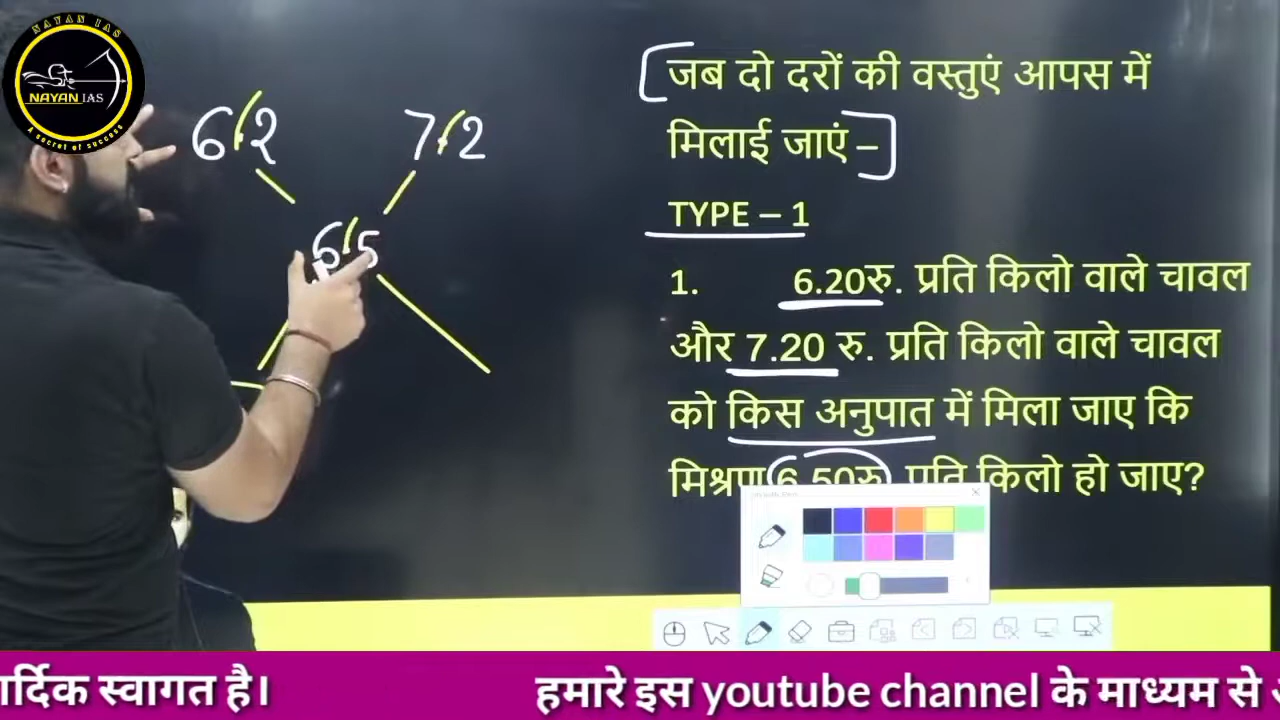 NAYAN IAS
NAYAN IAS
A secret of success
6.2 7.2
6.5
जब दो दरों की वस्तुएं आपस में
मिलाई जाएं –
TYPE – 1
1. 6.20रु. प्रति किलो वाले चावल
और 7.20 रु. प्रति किलो वाले चावल
को किस अनुपात में मिला जाए कि
मिश्रण 6.50रु. प्रति किलो हो जाए?
र्दिक स्वागत है। हमारे इस youtube channel के माध्यम से